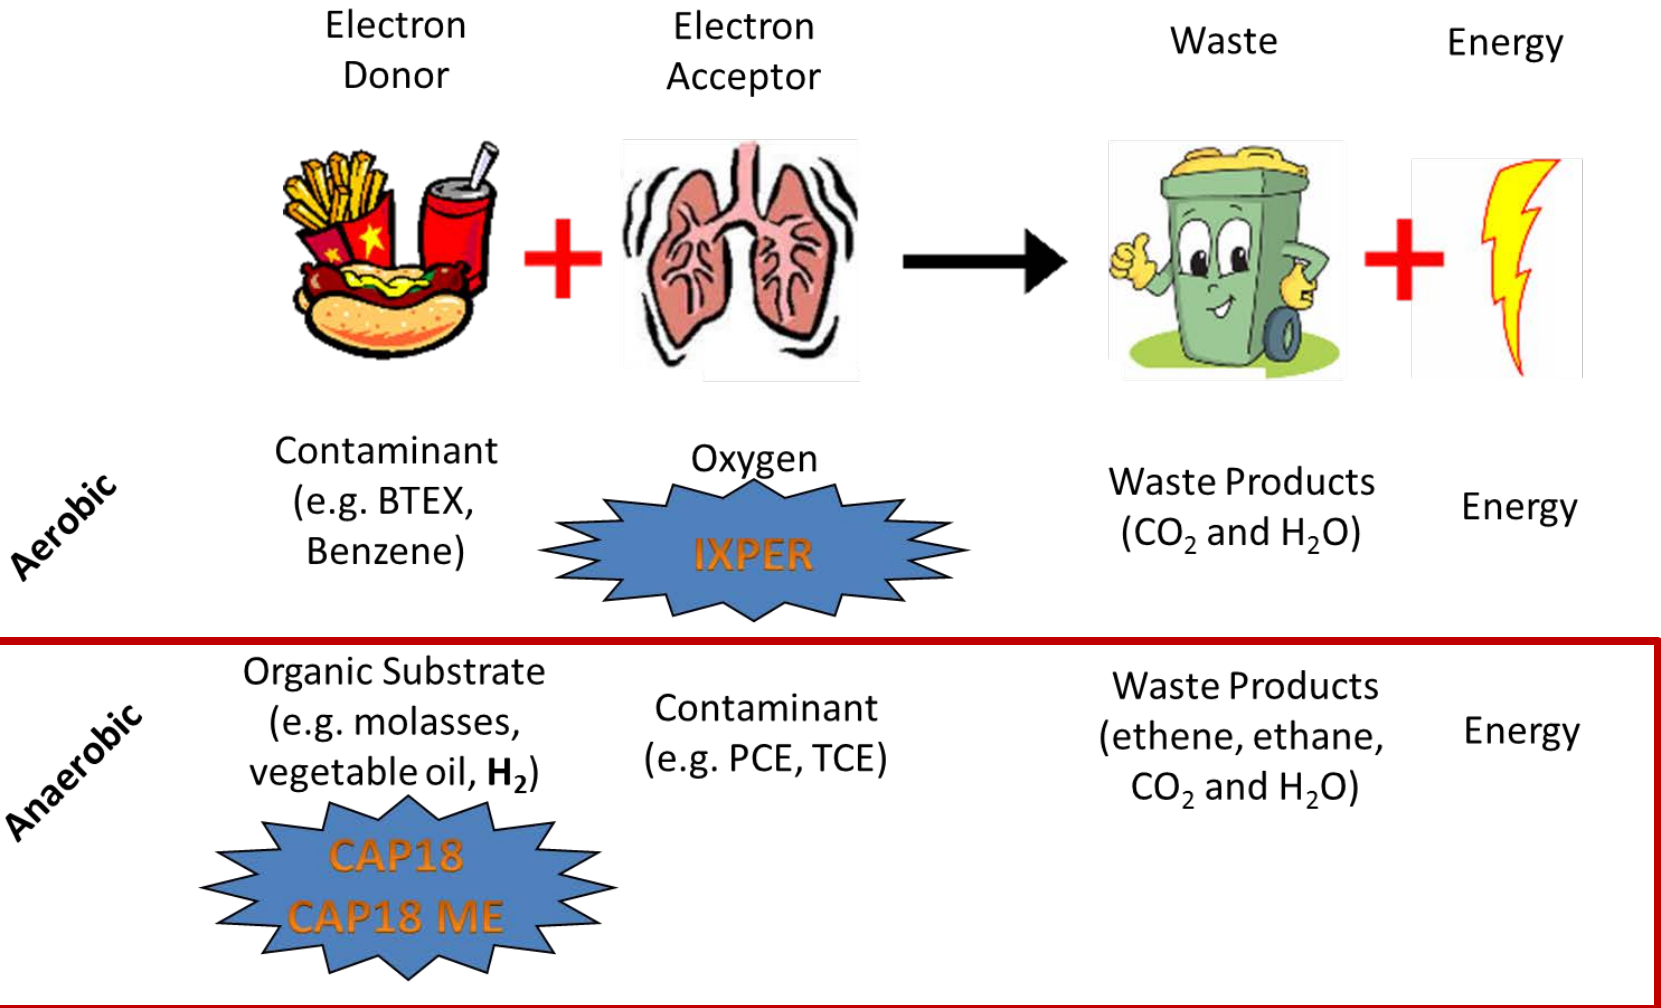 Electron
Donor
Electron
Acceptor
Waste
Energy
Aerobic
Contaminant
(e.g. BTEX,
Benzene)
Oxygen
IXPER
Waste Products
(CO₂ and H₂O)
Energy
Anaerobic
Organic Substrate
(e.g. molasses,
vegetable oil, H₂)
CAP18
CAP18 ME
Contaminant
(e.g. PCE, TCE)
Waste Products
(ethene, ethane,
CO₂ and H₂O)
Energy